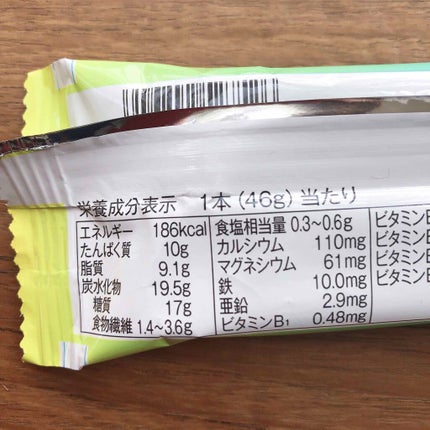 栄養成分表示 1本(46g)当たり
エネルギー 186kcal
たんぱく質 10g
脂質 9.1g
炭水化物 19.5g
糖質 17g
食物繊維 1.4〜3.6g
食塩相当量 0.3〜0.6g
カルシウム 110mg
マグネシウム 61mg
鉄 10.0mg
亜鉛 2.9mg
ビタミンB₁ 0.48mg
ビタミンB
ビタミンB
ビタミンB
ビタミンB